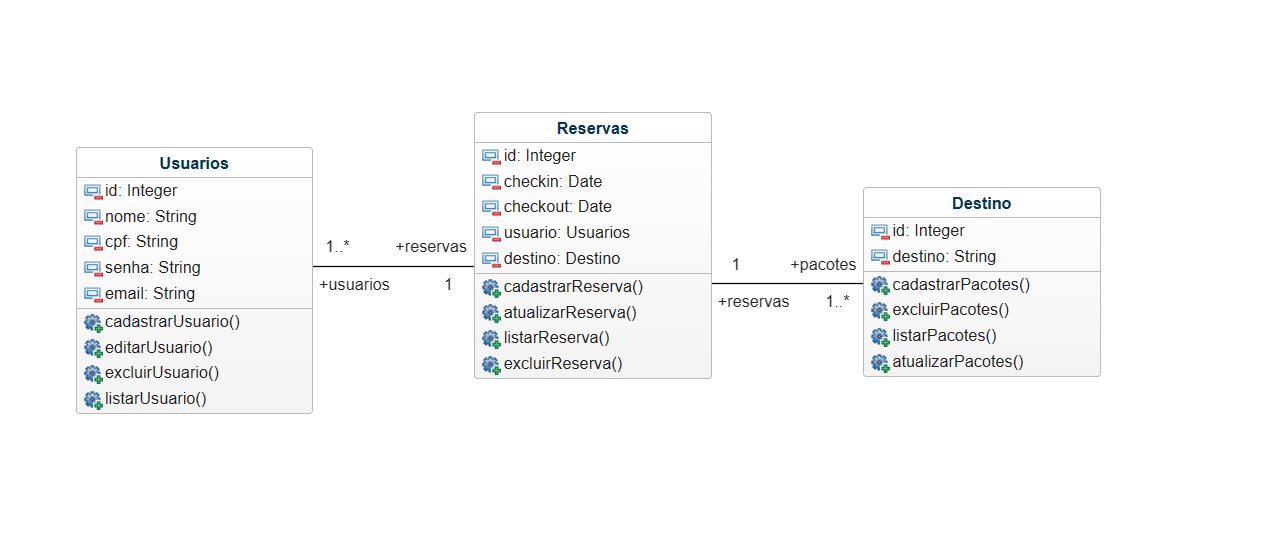 Usuarios
id: Integer
nome: String
cpf: String
senha: String
email: String
cadastrarUsuario()
editarUsuario()
excluirUsuario()
listarUsuario()
1..* +reservas
+usuarios 1
Reservas
id: Integer
checkin: Date
checkout: Date
usuario: Usuarios
destino: Destino
cadastrarReserva()
atualizarReserva()
listarReserva()
excluirReserva()
1 +pacotes
+reservas 1..*
Destino
id: Integer
destino: String
cadastrarPacotes()
excluirPacotes()
listarPacotes()
atualizarPacotes()